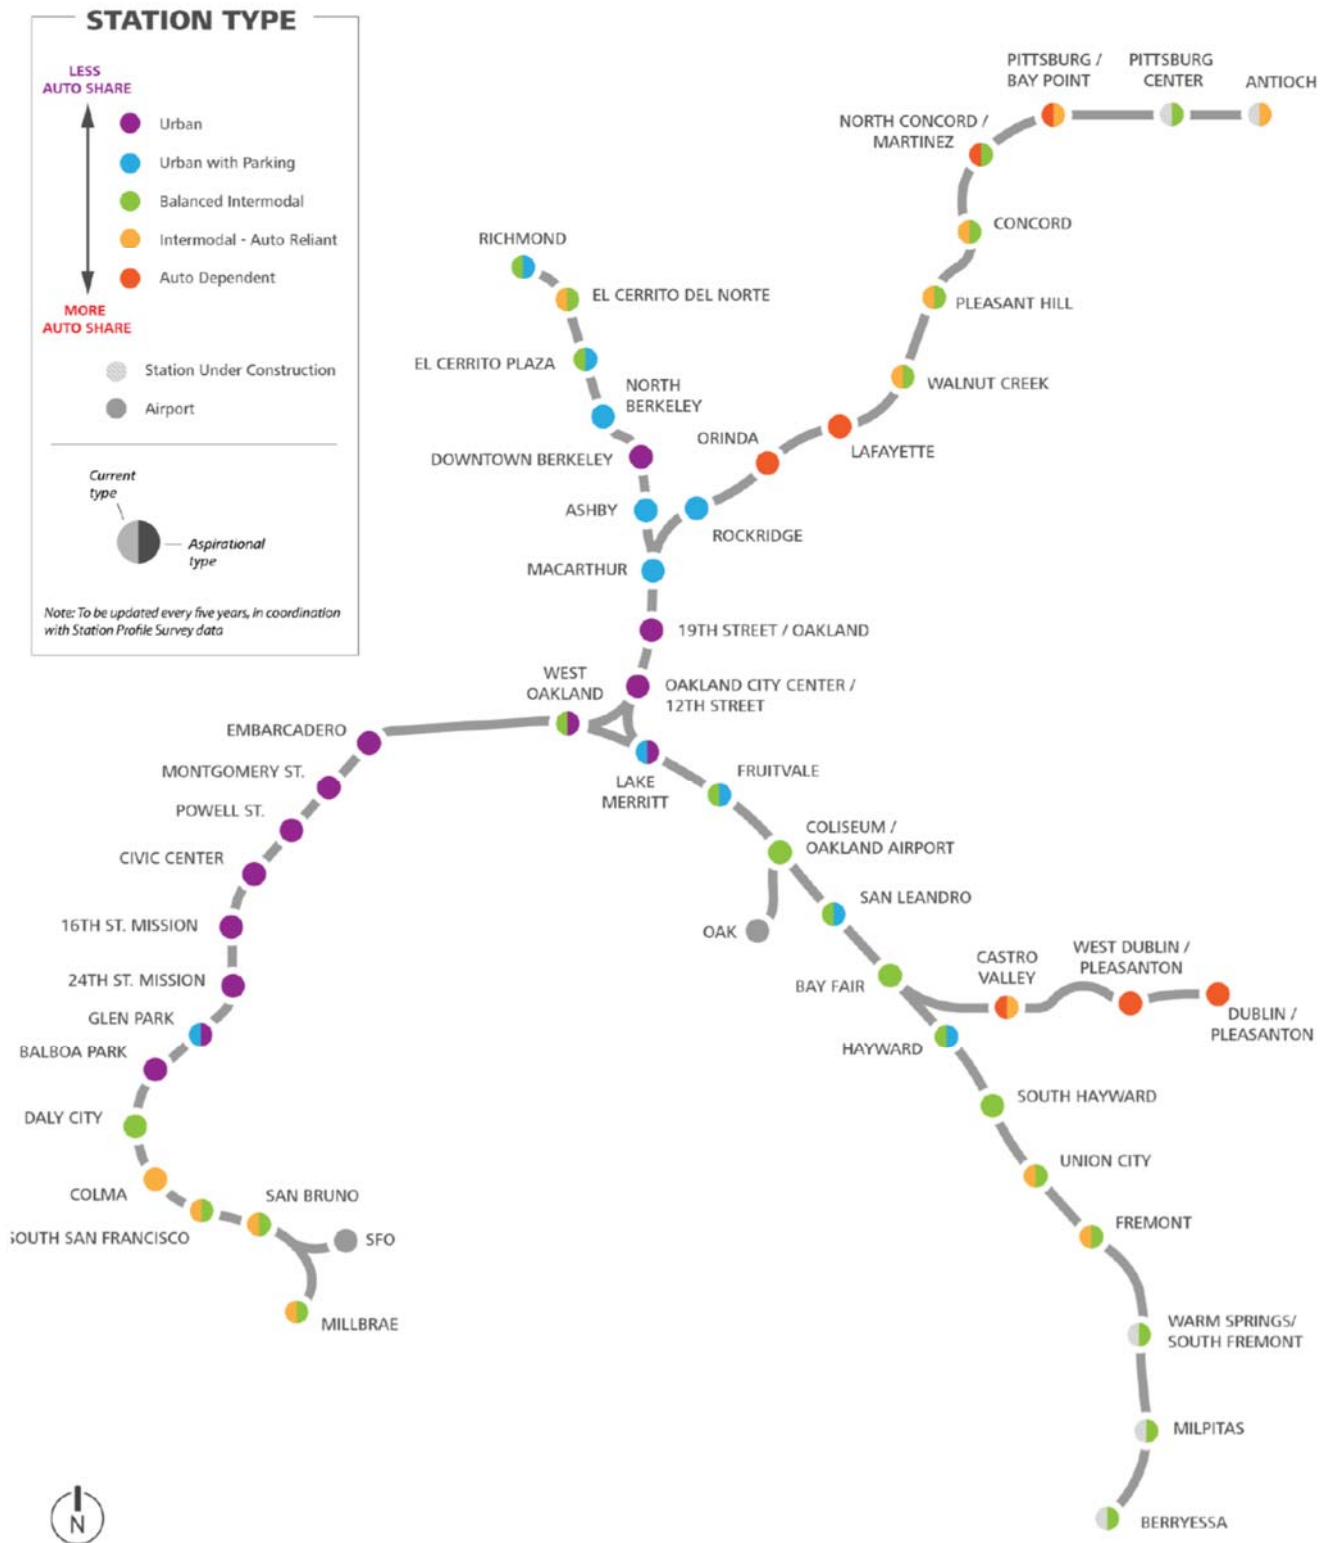 STATION TYPE
LESS
AUTO SHARE
Urban
Urban with Parking
Balanced Intermodal
Intermodal - Auto Reliant
Auto Dependent
MORE
AUTO SHARE
Station Under Construction
Airport
Current
type
Aspirational
type
Note: To be updated every five years, in coordination
with Station Profile Survey data
PITTSBURG /
BAY POINT
PITTSBURG
CENTER
ANTIOCH
NORTH CONCORD /
MARTINEZ
CONCORD
PLEASANT HILL
WALNUT CREEK
LAFAYETTE
ORINDA
ROCKRIDGE
RICHMOND
EL CERRITO DEL NORTE
EL CERRITO PLAZA
NORTH
BERKELEY
DOWNTOWN BERKELEY
ASHBY
MACARTHUR
19TH STREET / OAKLAND
OAKLAND CITY CENTER /
12TH STREET
WEST
OAKLAND
LAKE
MERRITT
EMBARCADERO
MONTGOMERY ST.
POWELL ST.
CIVIC CENTER
16TH ST. MISSION
24TH ST. MISSION
GLEN PARK
BALBOA PARK
DALY CITY
COLMA
SOUTH SAN FRANCISCO
SAN BRUNO
SFO
MILLBRAE
FRUITVALE
COLISEUM /
OAKLAND AIRPORT
OAK
SAN LEANDRO
BAY FAIR
CASTRO
VALLEY
WEST DUBLIN /
PLEASANTON
DUBLIN /
PLEASANTON
HAYWARD
SOUTH HAYWARD
UNION CITY
FREMONT
WARM SPRINGS/
SOUTH FREMONT
MILPITAS
BERRYESSA
N